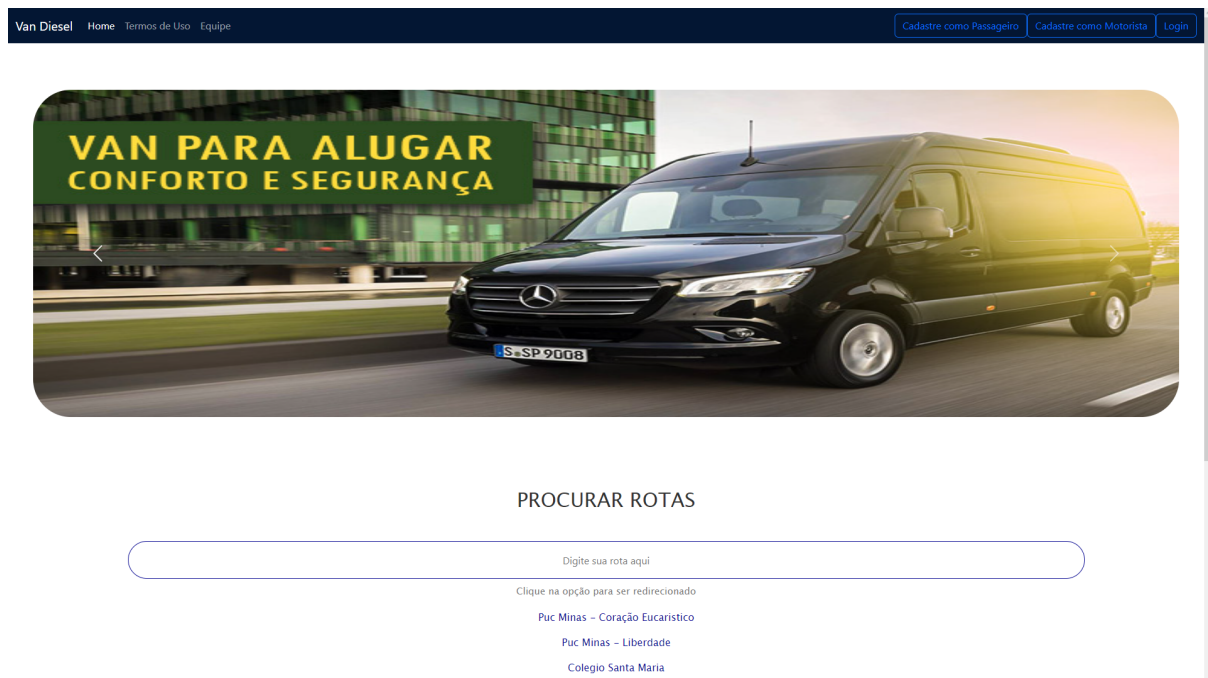 Van Diesel Home Termos de Uso Equipe Cadastre como Passageiro Cadastre como Motorista Login
VAN PARA ALUGAR
CONFORTO E SEGURANÇA
S SP 9008
PROCURAR ROTAS
Digite sua rota aqui
Clique na opção para ser redirecionado
Puc Minas - Coração Eucaristico
Puc Minas - Liberdade
Colegio Santa Maria